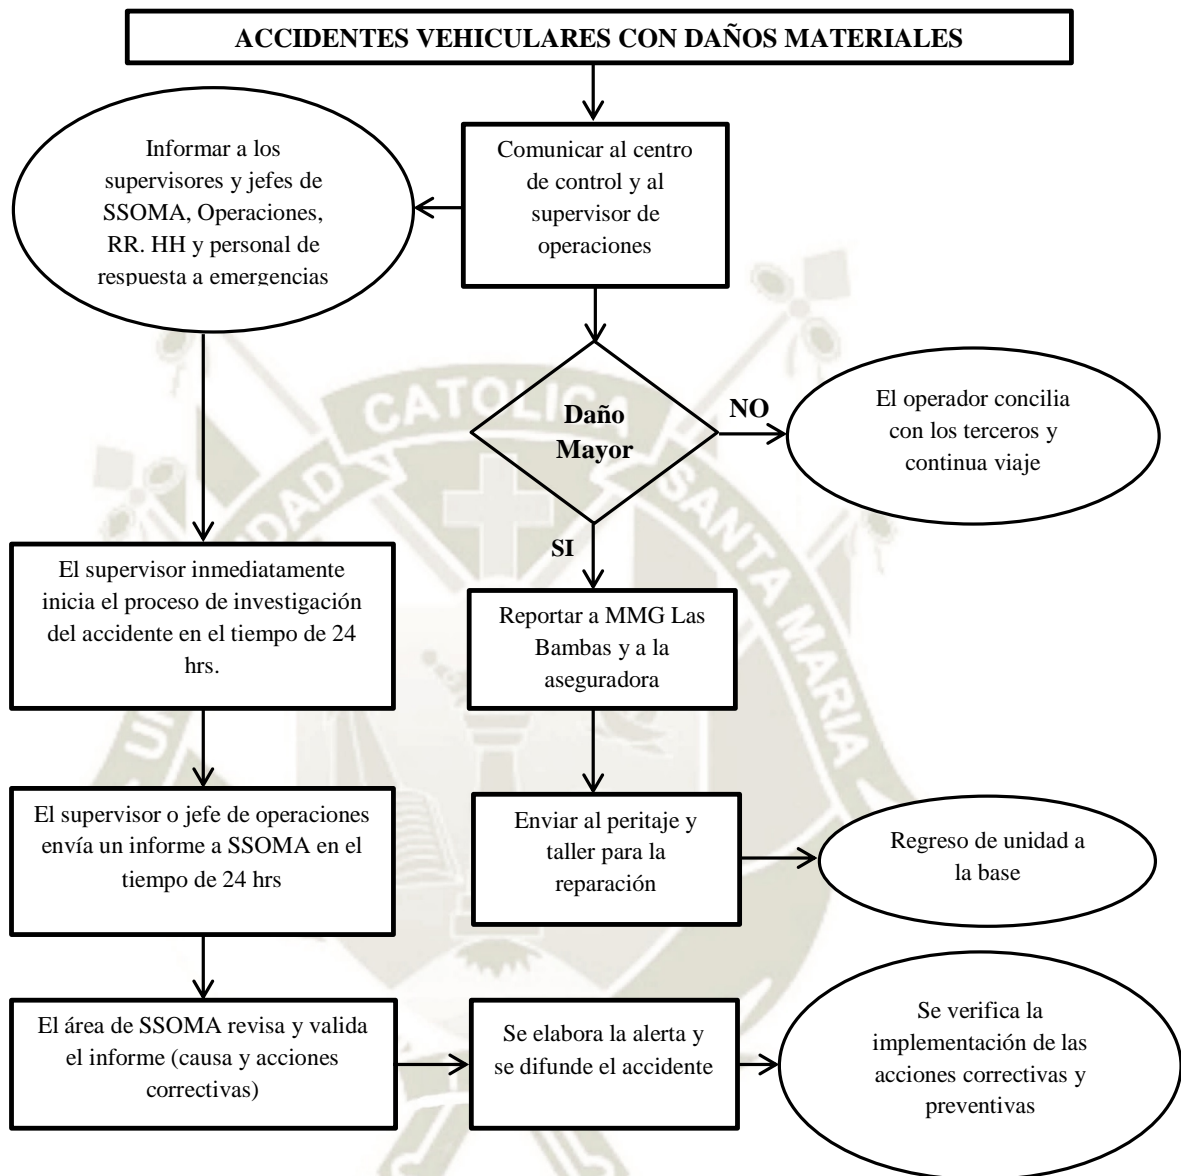 ACCIDENTES VEHICULARES CON DAÑOS MATERIALES
Informar a los
supervisores y jefes de
SSOMA, Operaciones,
RR. HH y personal de
respuesta a emergencias
Comunicar al centro
de control y al
supervisor de
operaciones
Daño
Mayor
NO
El operador concilia
con los terceros y
continua viaje
SI
El supervisor inmediatamente
inicia el proceso de investigación
del accidente en el tiempo de 24
hrs.
Reportar a MMG Las
Bambas y a la
aseguradora
El supervisor o jefe de operaciones
envía un informe a SSOMA en el
tiempo de 24 hrs
Enviar al peritaje y
taller para la
reparación
Regreso de unidad a
la base
El área de SSOMA revisa y valida
el informe (causa y acciones
correctivas)
Se elabora la alerta y
se difunde el accidente
Se verifica la
implementación de las
acciones correctivas y
preventivas
CATOLICA
SANTA MARIA